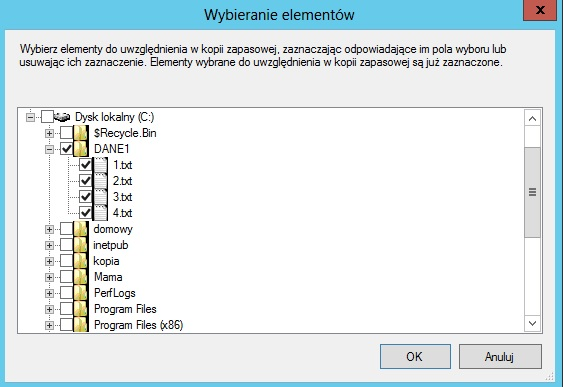 Wybieranie elementów
x
Wybierz elementy do uwzględnienia w kopii zapasowej, zaznaczając odpowiadające im pola wyboru lub
usuwając ich zaznaczenie. Elementy wybrane do uwzględnienia w kopii zapasowej są już zaznaczone.
Dysk lokalny (C:)
$Recycle.Bin
DANE1
1.txt
2.txt
3.txt
4.txt
domowy
inetpub
kopia
Mama
PerfLogs
Program Files
Program Files (x86)
OK Anuluj